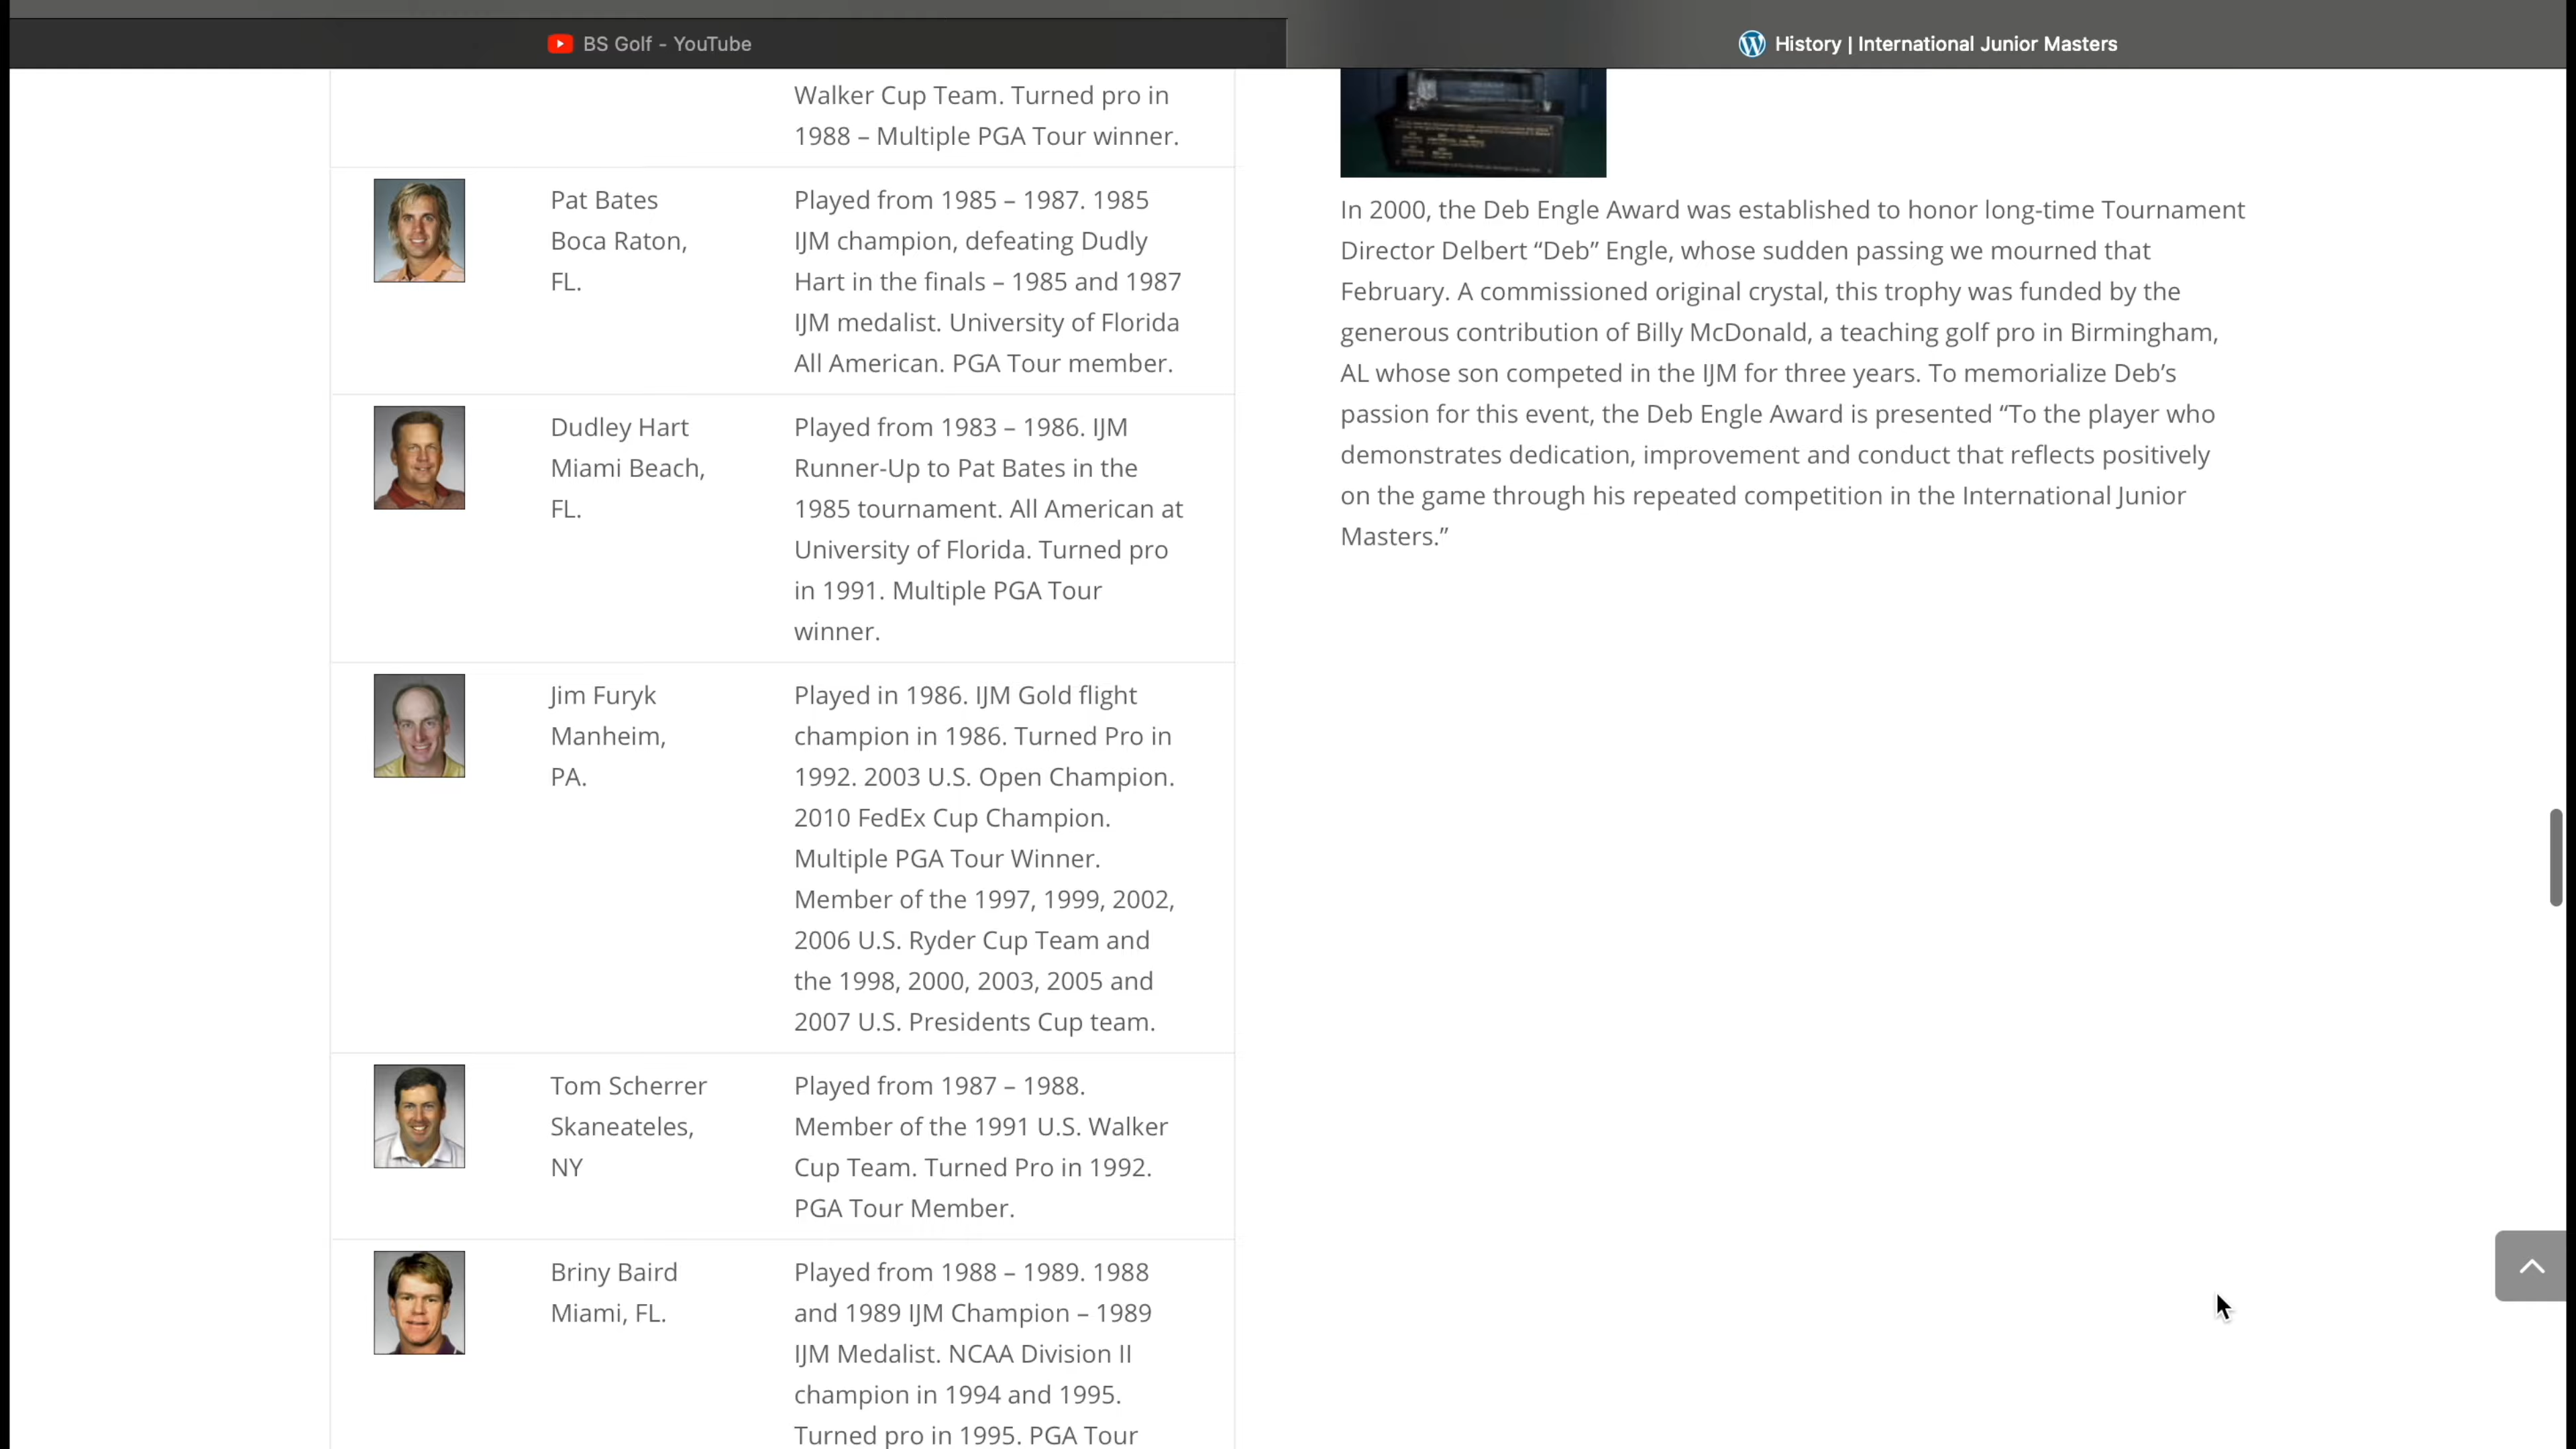 BS Golf - YouTube
History | International Junior Masters
Walker Cup Team. Turned pro in
1988 – Multiple PGA Tour winner.
Pat Bates
Boca Raton,
FL.
Played from 1985 – 1987. 1985
IJM champion, defeating Dudly
Hart in the finals – 1985 and 1987
IJM medalist. University of Florida
All American. PGA Tour member.
Dudley Hart
Miami Beach,
FL.
Played from 1983 – 1986. IJM
Runner-Up to Pat Bates in the
1985 tournament. All American at
University of Florida. Turned pro
in 1991. Multiple PGA Tour
winner.
Jim Furyk
Manheim,
PA.
Played in 1986. IJM Gold flight
champion in 1986. Turned Pro in
1992. 2003 U.S. Open Champion.
2010 FedEx Cup Champion.
Multiple PGA Tour Winner.
Member of the 1997, 1999, 2002,
2006 U.S. Ryder Cup Team and
the 1998, 2000, 2003, 2005 and
2007 U.S. Presidents Cup team.
Tom Scherrer
Skaneateles,
NY
Played from 1987 – 1988.
Member of the 1991 U.S. Walker
Cup Team. Turned Pro in 1992.
PGA Tour Member.
Briny Baird
Miami, FL.
Played from 1988 – 1989. 1988
and 1989 IJM Champion – 1989
IJM Medalist. NCAA Division II
champion in 1994 and 1995.
Turned pro in 1995. PGA Tour
In 2000, the Deb Engle Award was established to honor long-time Tournament
Director Delbert “Deb” Engle, whose sudden passing we mourned that
February. A commissioned original crystal, this trophy was funded by the
generous contribution of Billy McDonald, a teaching golf pro in Birmingham,
AL whose son competed in the IJM for three years. To memorialize Deb’s
passion for this event, the Deb Engle Award is presented “To the player who
demonstrates dedication, improvement and conduct that reflects positively
on the game through his repeated competition in the International Junior
Masters.”